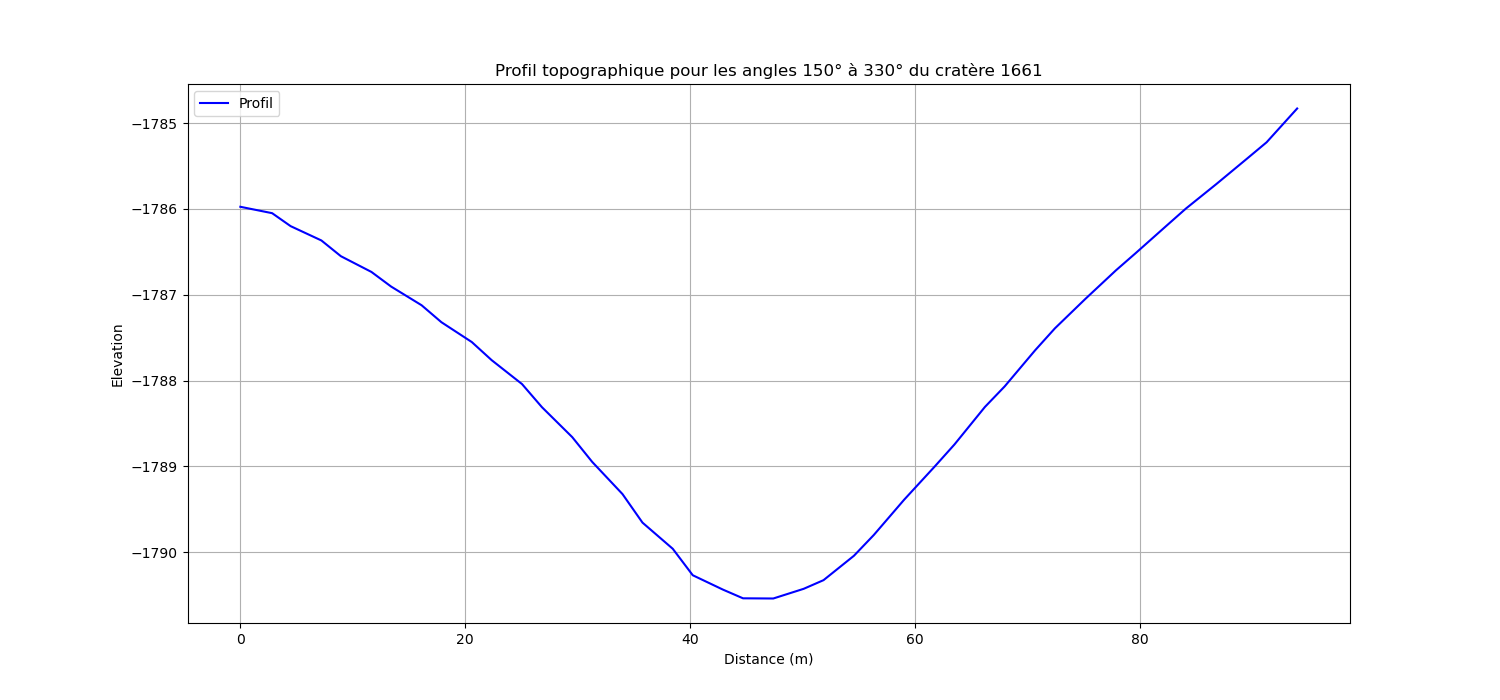 Profil topographique pour les angles 150° à 330° du cratère 1661
Profil
−1785
−1786
−1787
−1788
−1789
−1790
Elevation
0 20 40 60 80
Distance (m)